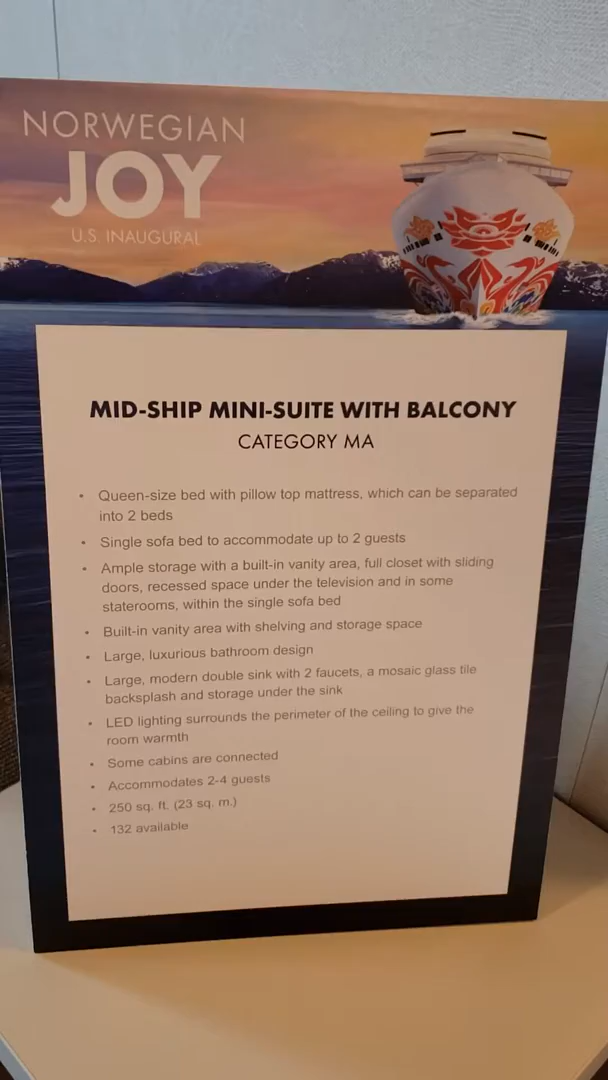 NORWEGIAN
JOY
U.S. INAUGURAL
MID-SHIP MINI-SUITE WITH BALCONY
CATEGORY MA
• Queen-size bed with pillow top mattress, which can be separated
into 2 beds
• Single sofa bed to accommodate up to 2 guests
• Ample storage with a built-in vanity area, full closet with sliding
doors, recessed space under the television and in some
staterooms, within the single sofa bed
• Built-in vanity area with shelving and storage space
• Large, luxurious bathroom design
• Large, modern double sink with 2 faucets, a mosaic glass tile
backsplash and storage under the sink
• LED lighting surrounds the perimeter of the ceiling to give the
room warmth
• Some cabins are connected
• Accommodates 2-4 guests
• 250 sq. ft. (23 sq. m.)
• 132 available